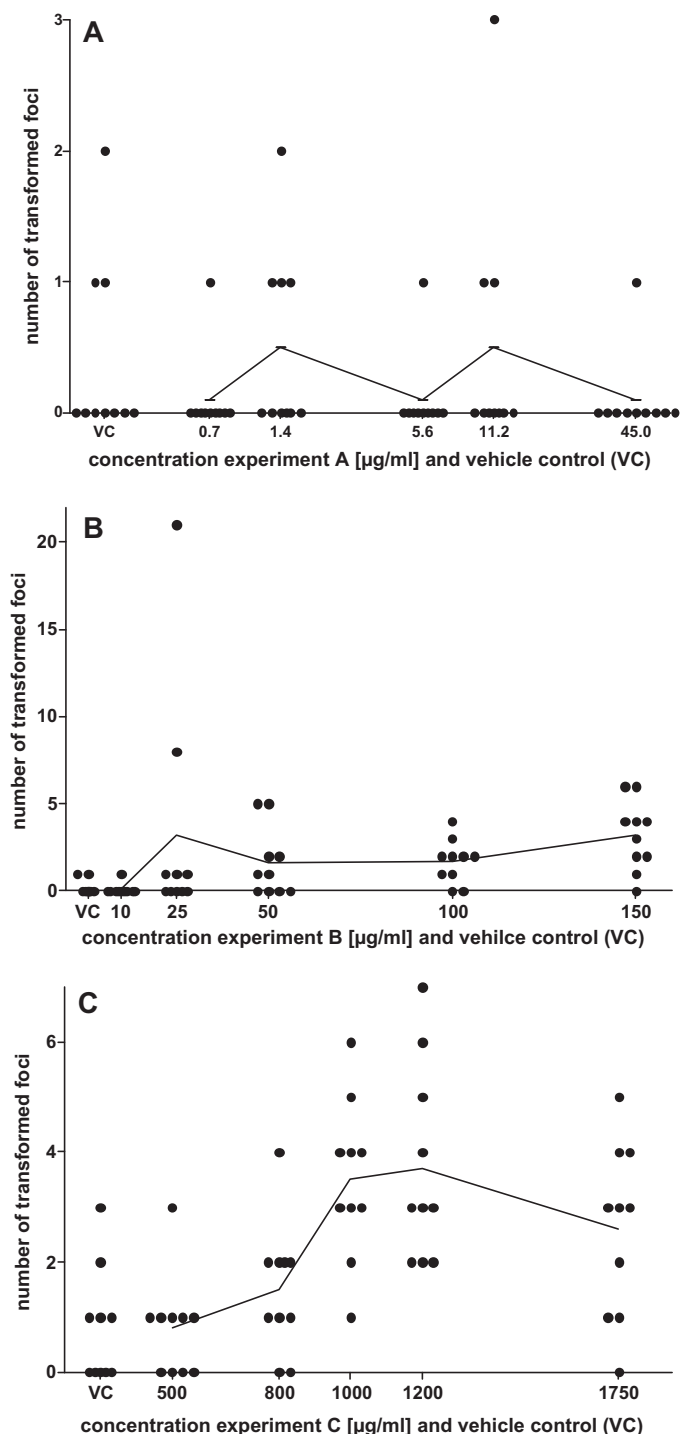 A
number of transformed foci
3
2
1
0
VC 0.7 1.4 5.6 11.2 45.0
concentration experiment A [µg/ml] and vehicle control (VC)
B
number of transformed foci
20
15
10
5
0
VC 10 25 50 100 150
concentration experiment B [µg/ml] and vehilce control (VC)
C
number of transformed foci
6
4
2
0
VC 500 800 1000 1200 1750
concentration experiment C [µg/ml] and vehicle control (VC)